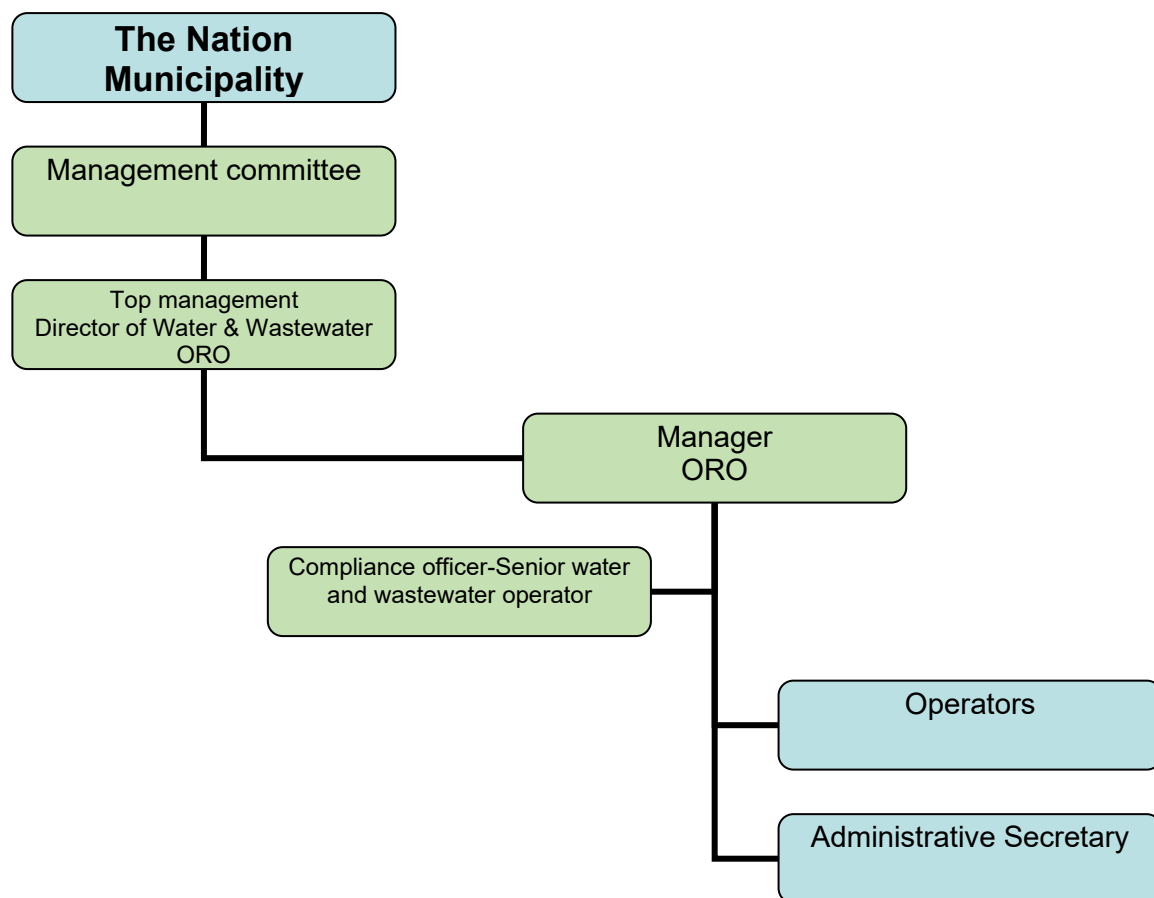 The Nation
Municipality
Management committee
Top management
Director of Water & Wastewater
ORO
Manager
ORO
Compliance officer-Senior water
and wastewater operator
Operators
Administrative Secretary